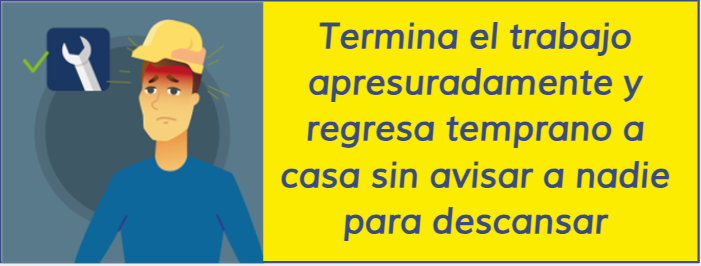 Termina el trabajo
apresuradamente y
regresa temprano a
casa sin avisar a nadie
para descansar